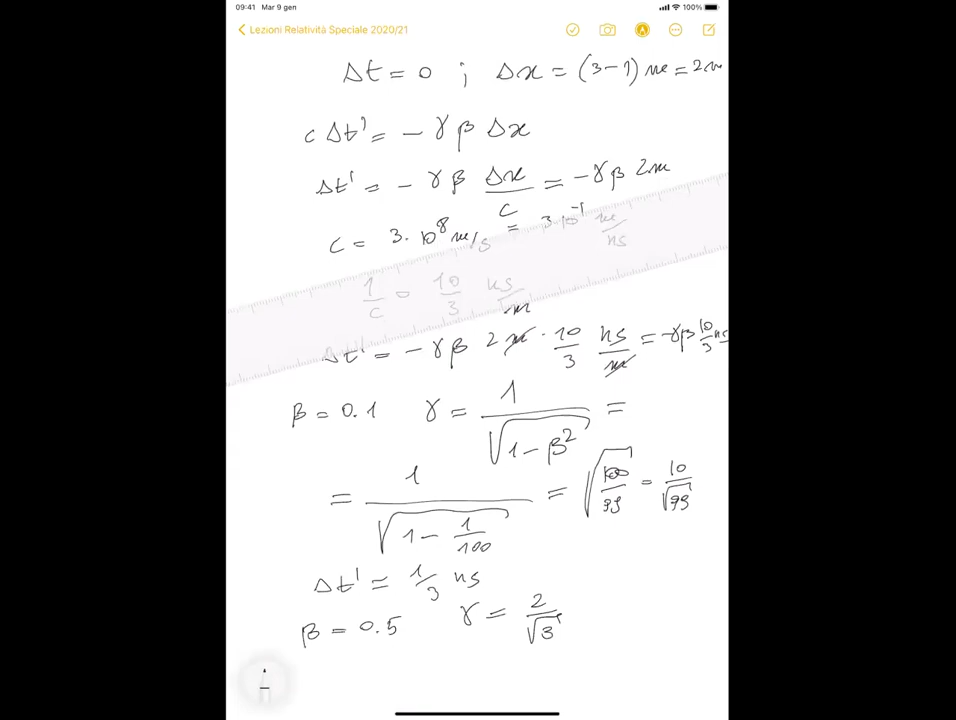 09:41 Mar 9 gen 100%
Lezioni Relatività Speciale 2020/21
Δt = 0 ; Δx = (3-1) m = 2m
c Δt' = - γ β Δx
Δt' = - γ β Δx/c = - γ β 2m
c = 3. 10^8 m/s = 3 10^-1 m/ns
1/c = 10/3 ns/m
Δt' = - γ β 2 m · 10/3 ns/m = - γ β 10/3 ns
β = 0.1 γ = 1/√(1-β²) =
= 1/√(1 - 1/100) = √(100/99) = 10/√99
Δt' = 1/3 ns
β = 0.5 γ = 2/√3